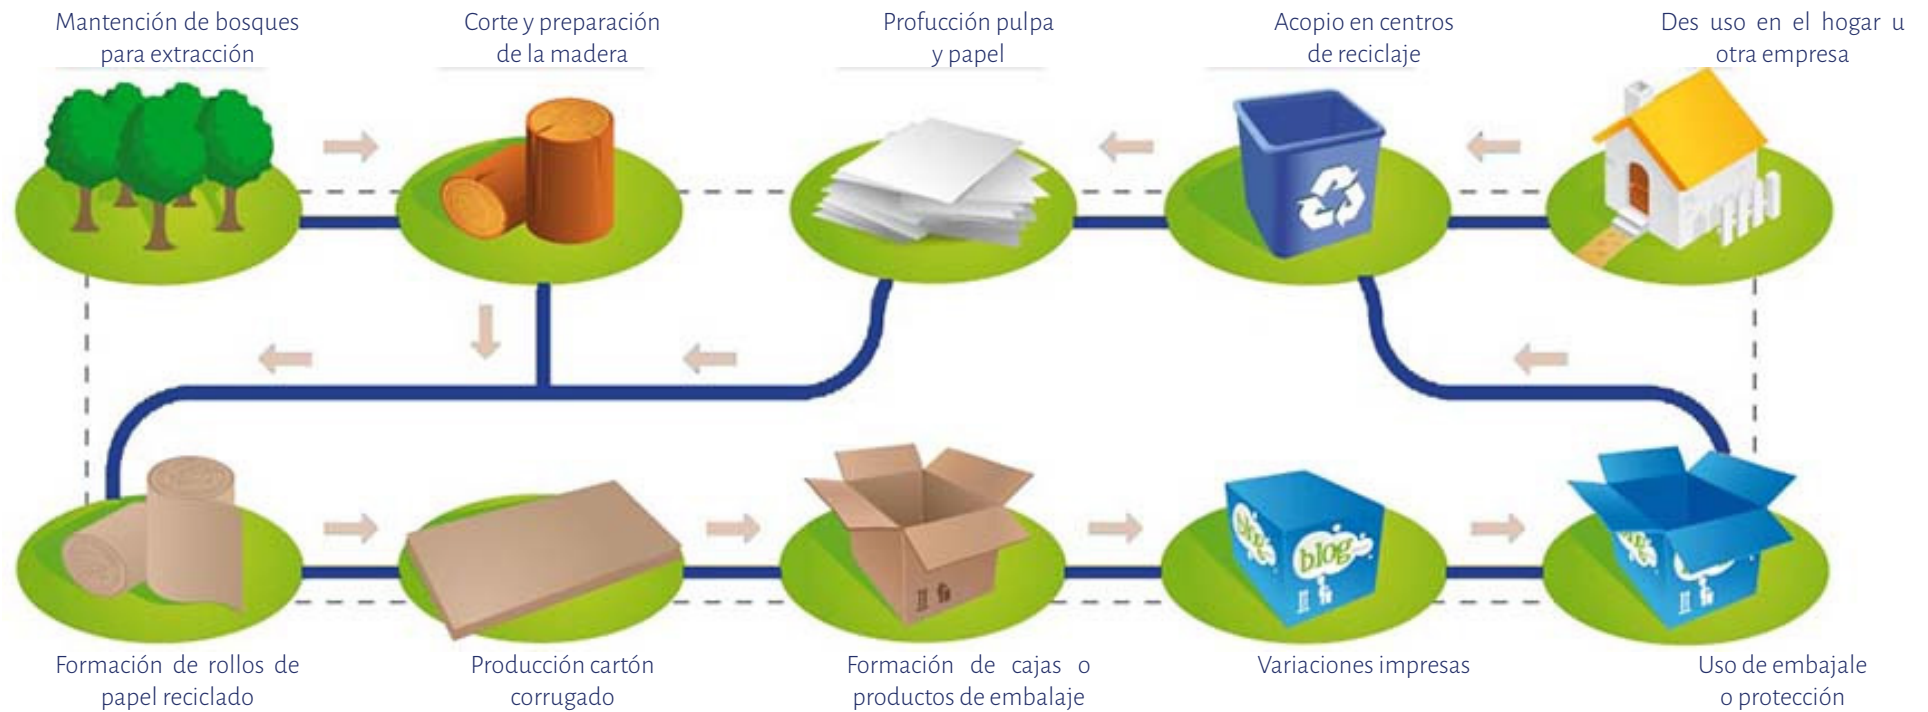 Mantención de bosques
para extracción
Corte y preparación
de la madera
Profucción pulpa
y papel
Acopio en centros
de reciclaje
Des uso en el hogar u
otra empresa
blog
blog
Formación de rollos de
papel reciclado
Producción cartón
corrugado
Formación de cajas o
productos de embalaje
Variaciones impresas
Uso de embajale
o protección